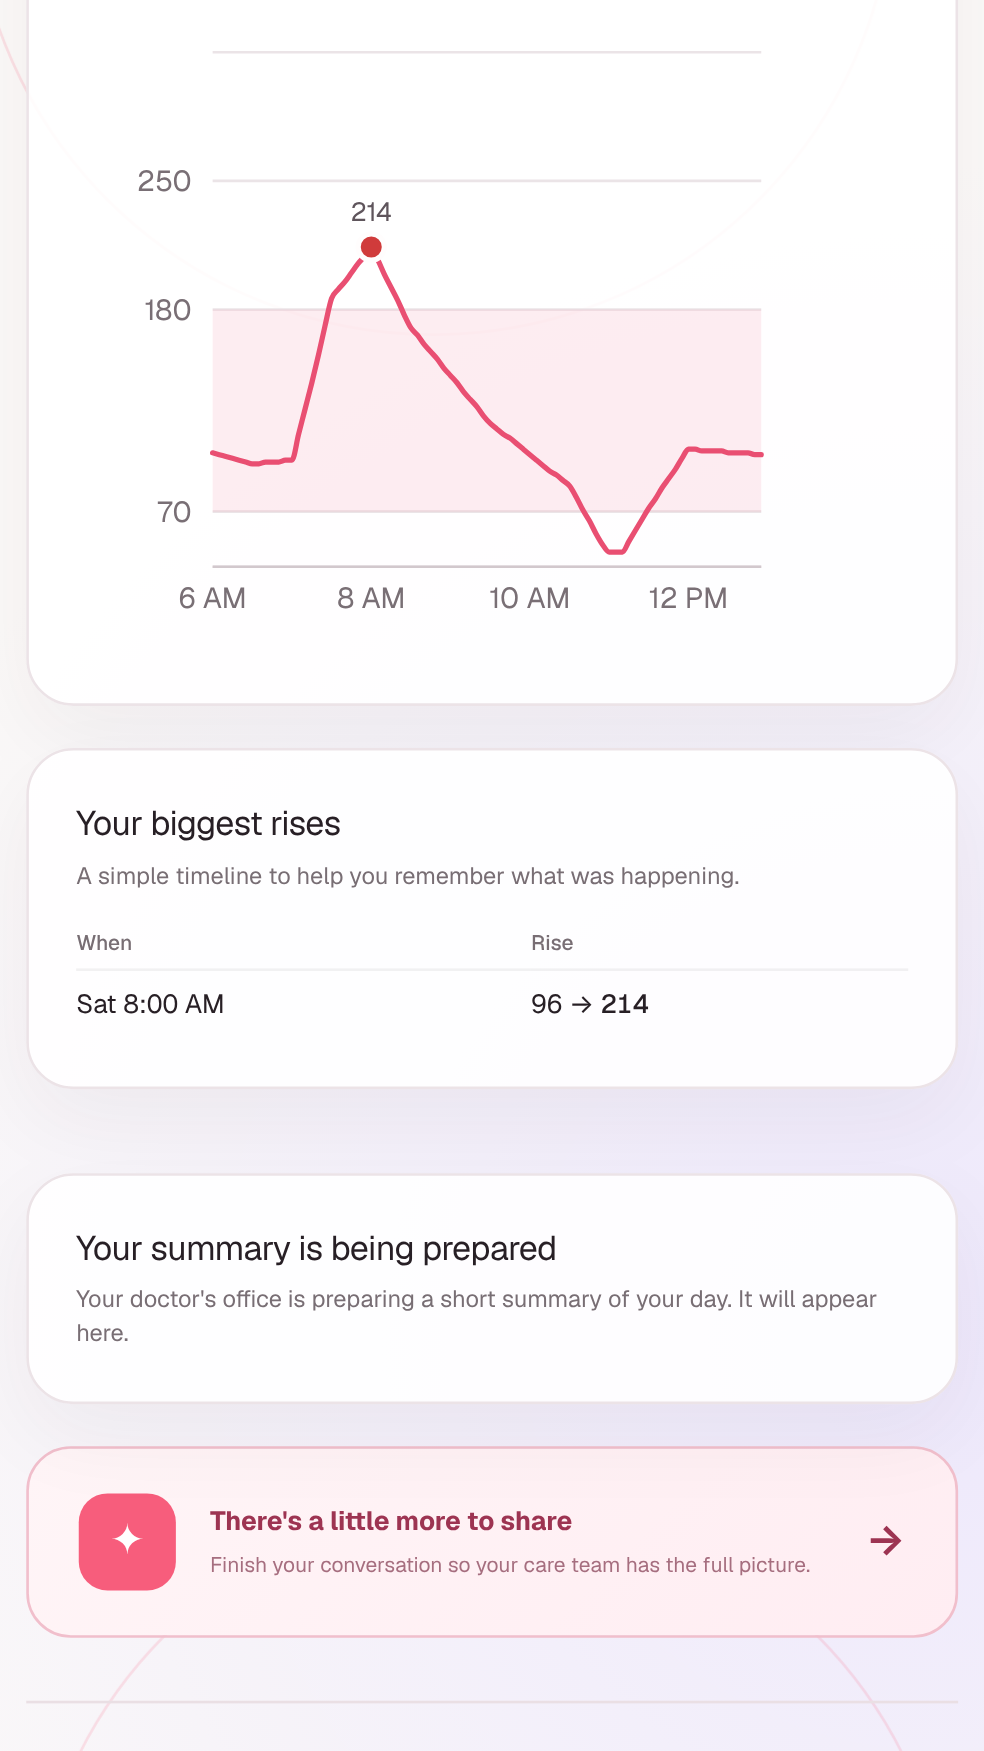 250
214
180
70
6 AM 8 AM 10 AM 12 PM
Your biggest rises
A simple timeline to help you remember what was happening.
When Rise
Sat 8:00 AM 96 → 214
Your summary is being prepared
Your doctor's office is preparing a short summary of your day. It will appear
here.
There's a little more to share
Finish your conversation so your care team has the full picture.